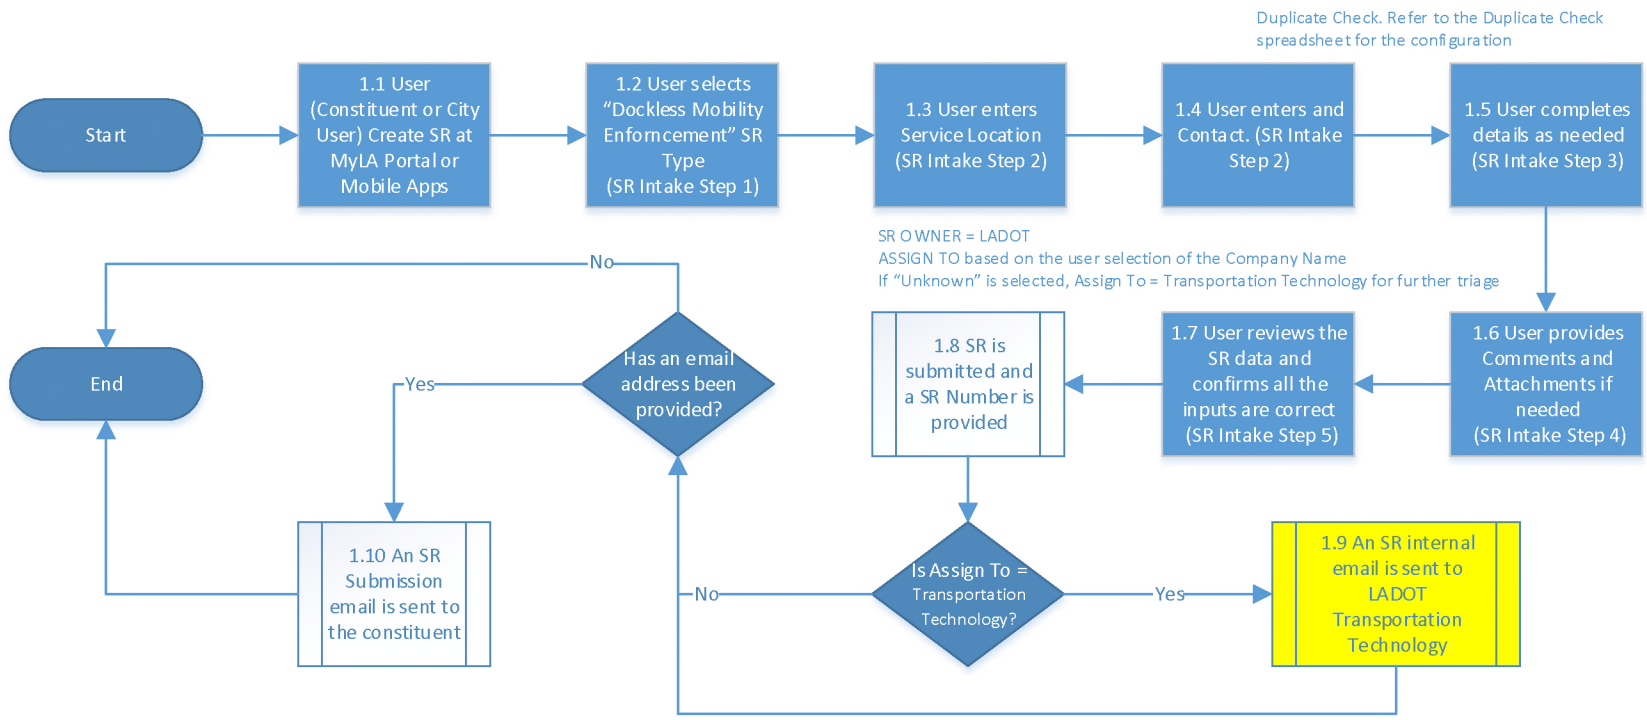 Duplicate Check. Refer to the Duplicate Check
spreadsheet for the configuration
Start
1.1 User
(Constituent or City
User) Create SR at
MyLA Portal or
Mobile Apps
1.2 User selects
“Dockless Mobility
Enforncement” SR
Type
(SR Intake Step 1)
1.3 User enters
Service Location
(SR Intake Step 2)
1.4 User enters and
Contact. (SR Intake
Step 2)
1.5 User completes
details as needed
(SR Intake Step 3)
SR OWNER = LADOT
ASSIGN TO based on the user selection of the Company Name
If “Unknown” is selected, Assign To = Transportation Technology for further triage
1.6 User provides
Comments and
Attachments if
needed
(SR Intake Step 4)
1.7 User reviews the
SR data and
confirms all the
inputs are correct
(SR Intake Step 5)
1.8 SR is
submitted and
a SR Number is
provided
Is Assign To =
Transportation
Technology?
Yes
1.9 An SR internal
email is sent to
LADOT
Transportation
Technology
No
Has an email
address been
provided?
Yes
1.10 An SR
Submission
email is sent to
the constituent
No
End